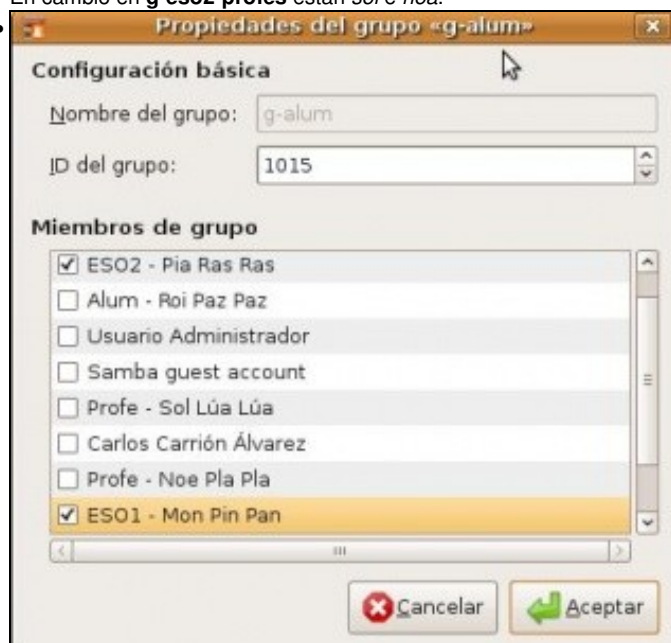 En cambio en g-eso2-profes están sol e noa.
Propiedades del grupo «g-alum»
Configuración básica
Nombre del grupo: g-alum
ID del grupo: 1015
Miembros de grupo
ESO2 - Pia Ras Ras
Alum - Roi Paz Paz
Usuario Administrador
Samba guest account
Profe - Sol Lúa Lúa
Carlos Carrión Álvarez
Profe - Noe Pla Pla
ESO1 - Mon Pin Pan
Cancelar Aceptar